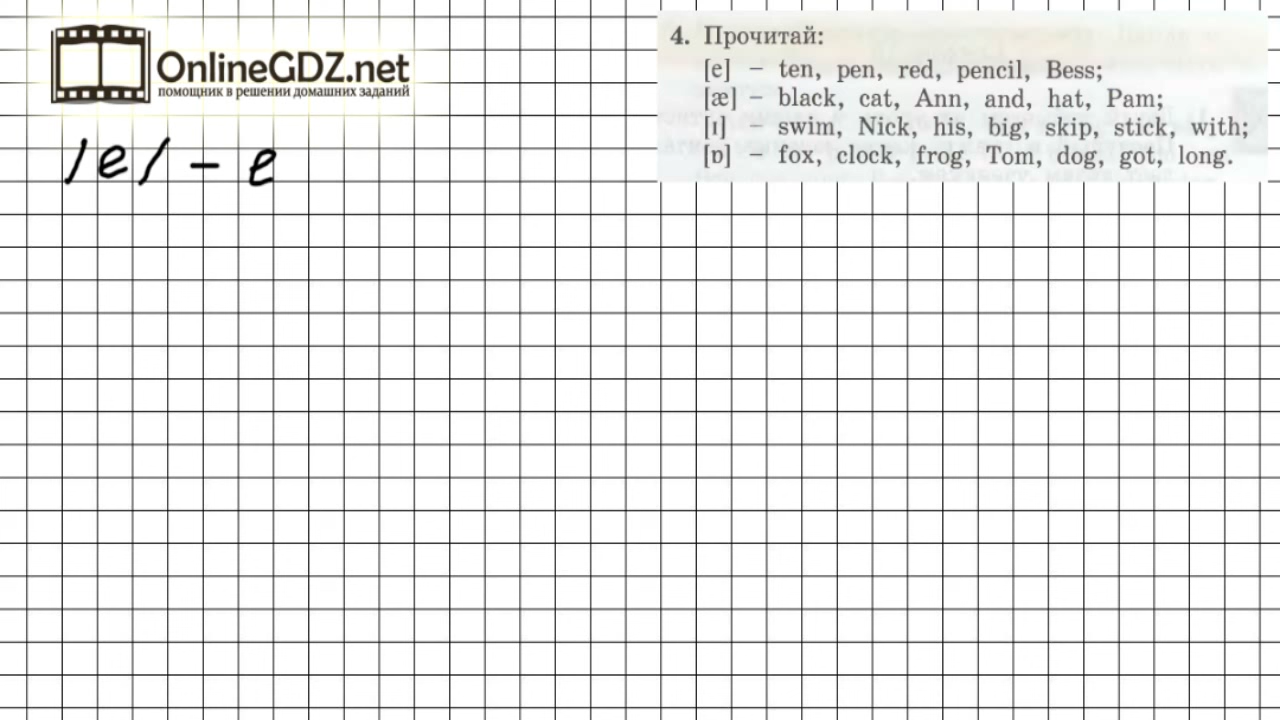 OnlineGDZ.net
помощник в решении домашних заданий
/e/ – e
4. Прочитай:
[e] – ten, pen, red, pencil, Bess;
[æ] – black, cat, Ann, and, hat, Pam;
[ɪ] – swim, Nick, his, big, skip, stick, with;
[ɒ] – fox, clock, frog, Tom, dog, got, long.